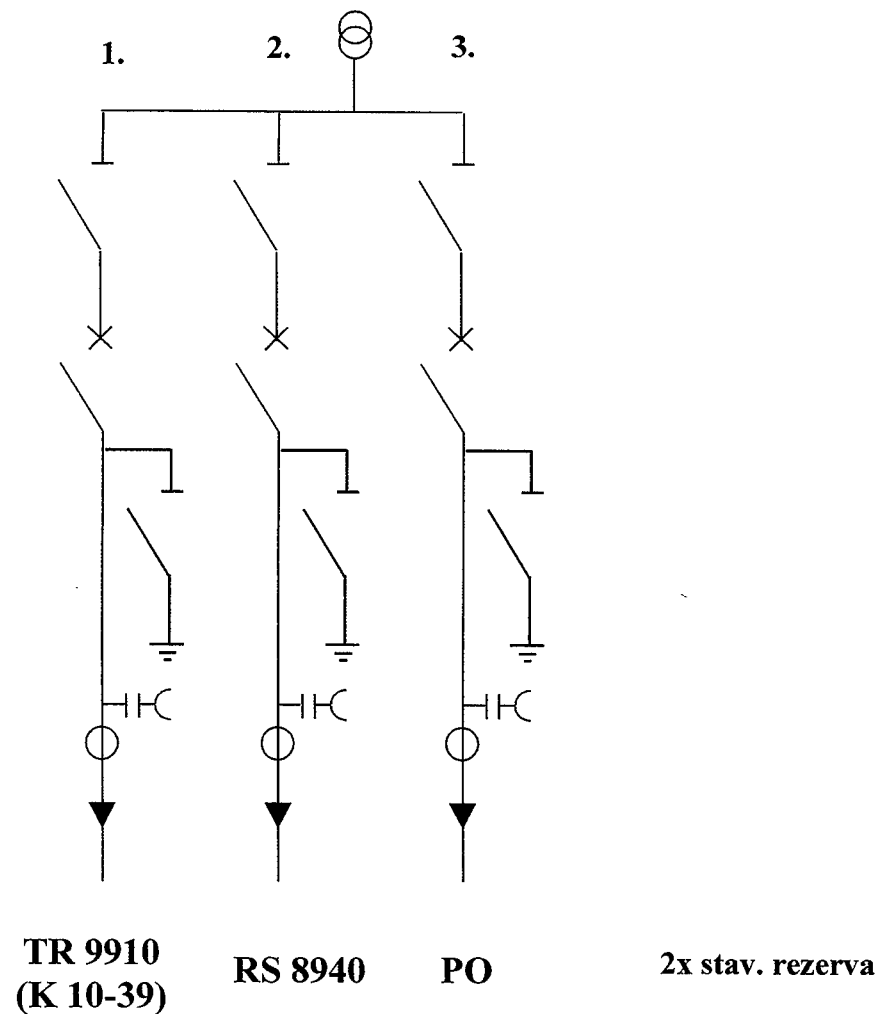 1. 2. 3.
TR 9910
(K 10-39)
RS 8940
PO
2x stav. rezerva